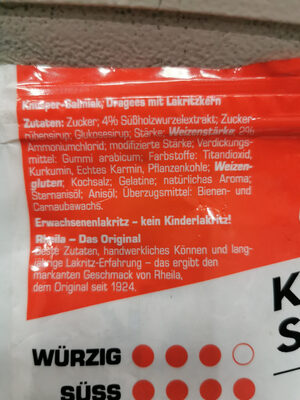 Knusper-Salmiak, Dragees mit Lakritzkern
Zutaten: Zucker; 4% Süßholzwurzelextrakt; Zucker-
rübensirup; Glukosesirup; Stärke; Weizenstärke; 2%
Ammoniumchlorid; modifizierte Stärke; Verdickungs-
mittel: Gummi arabicum; Farbstoffe: Titandioxid,
Kurkumin, Echtes Karmin, Pflanzenkohle; Weizen-
gluten; Kochsalz; Gelatine; natürliches Aroma;
Sternanisöl; Anisöl; Überzugsmittel: Bienen- und
Carnaubawachs.
Erwachsenenlakritz – kein Kinderlakritz!
Rheila – Das Original
Beste Zutaten, handwerkliches Können und lang-
jährige Lakritz-Erfahrung – das ergibt den
markanten Geschmack von Rheila,
dem Original seit 1924.
K
S
WÜRZIG
SÜSS